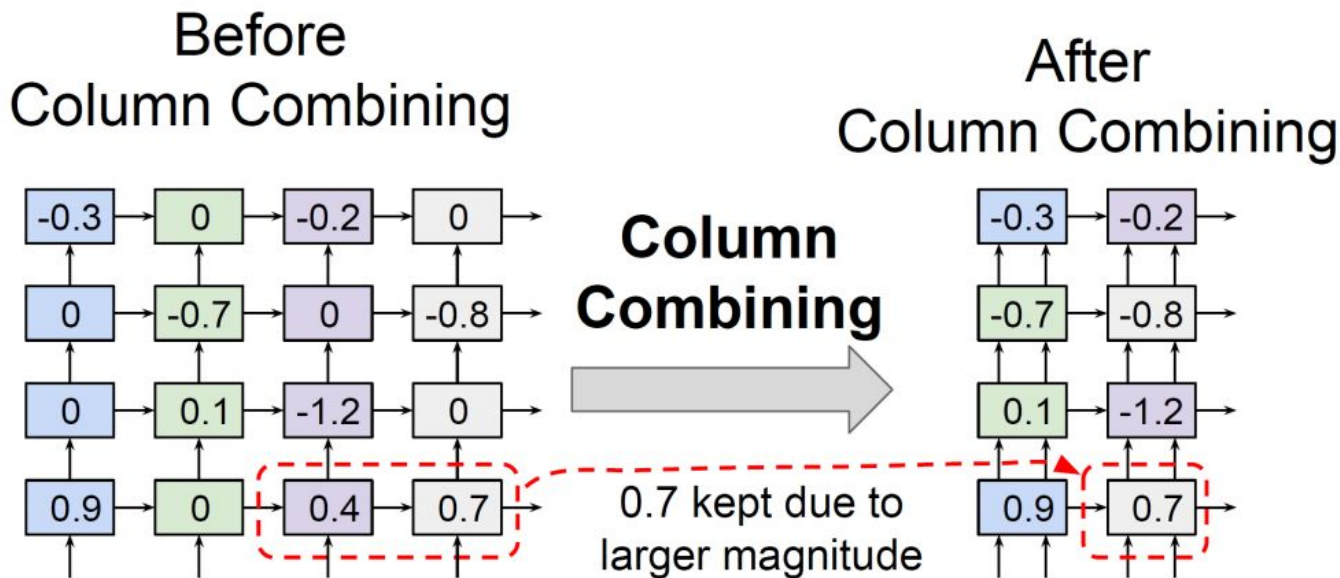 Before
Column Combining
After
Column Combining
-0.3 0 -0.2 0
0 -0.7 0 -0.8
0 0.1 -1.2 0
0.9 0 0.4 0.7
Column
Combining
0.7 kept due to
larger magnitude
-0.3 -0.2
-0.7 -0.8
0.1 -1.2
0.9 0.7